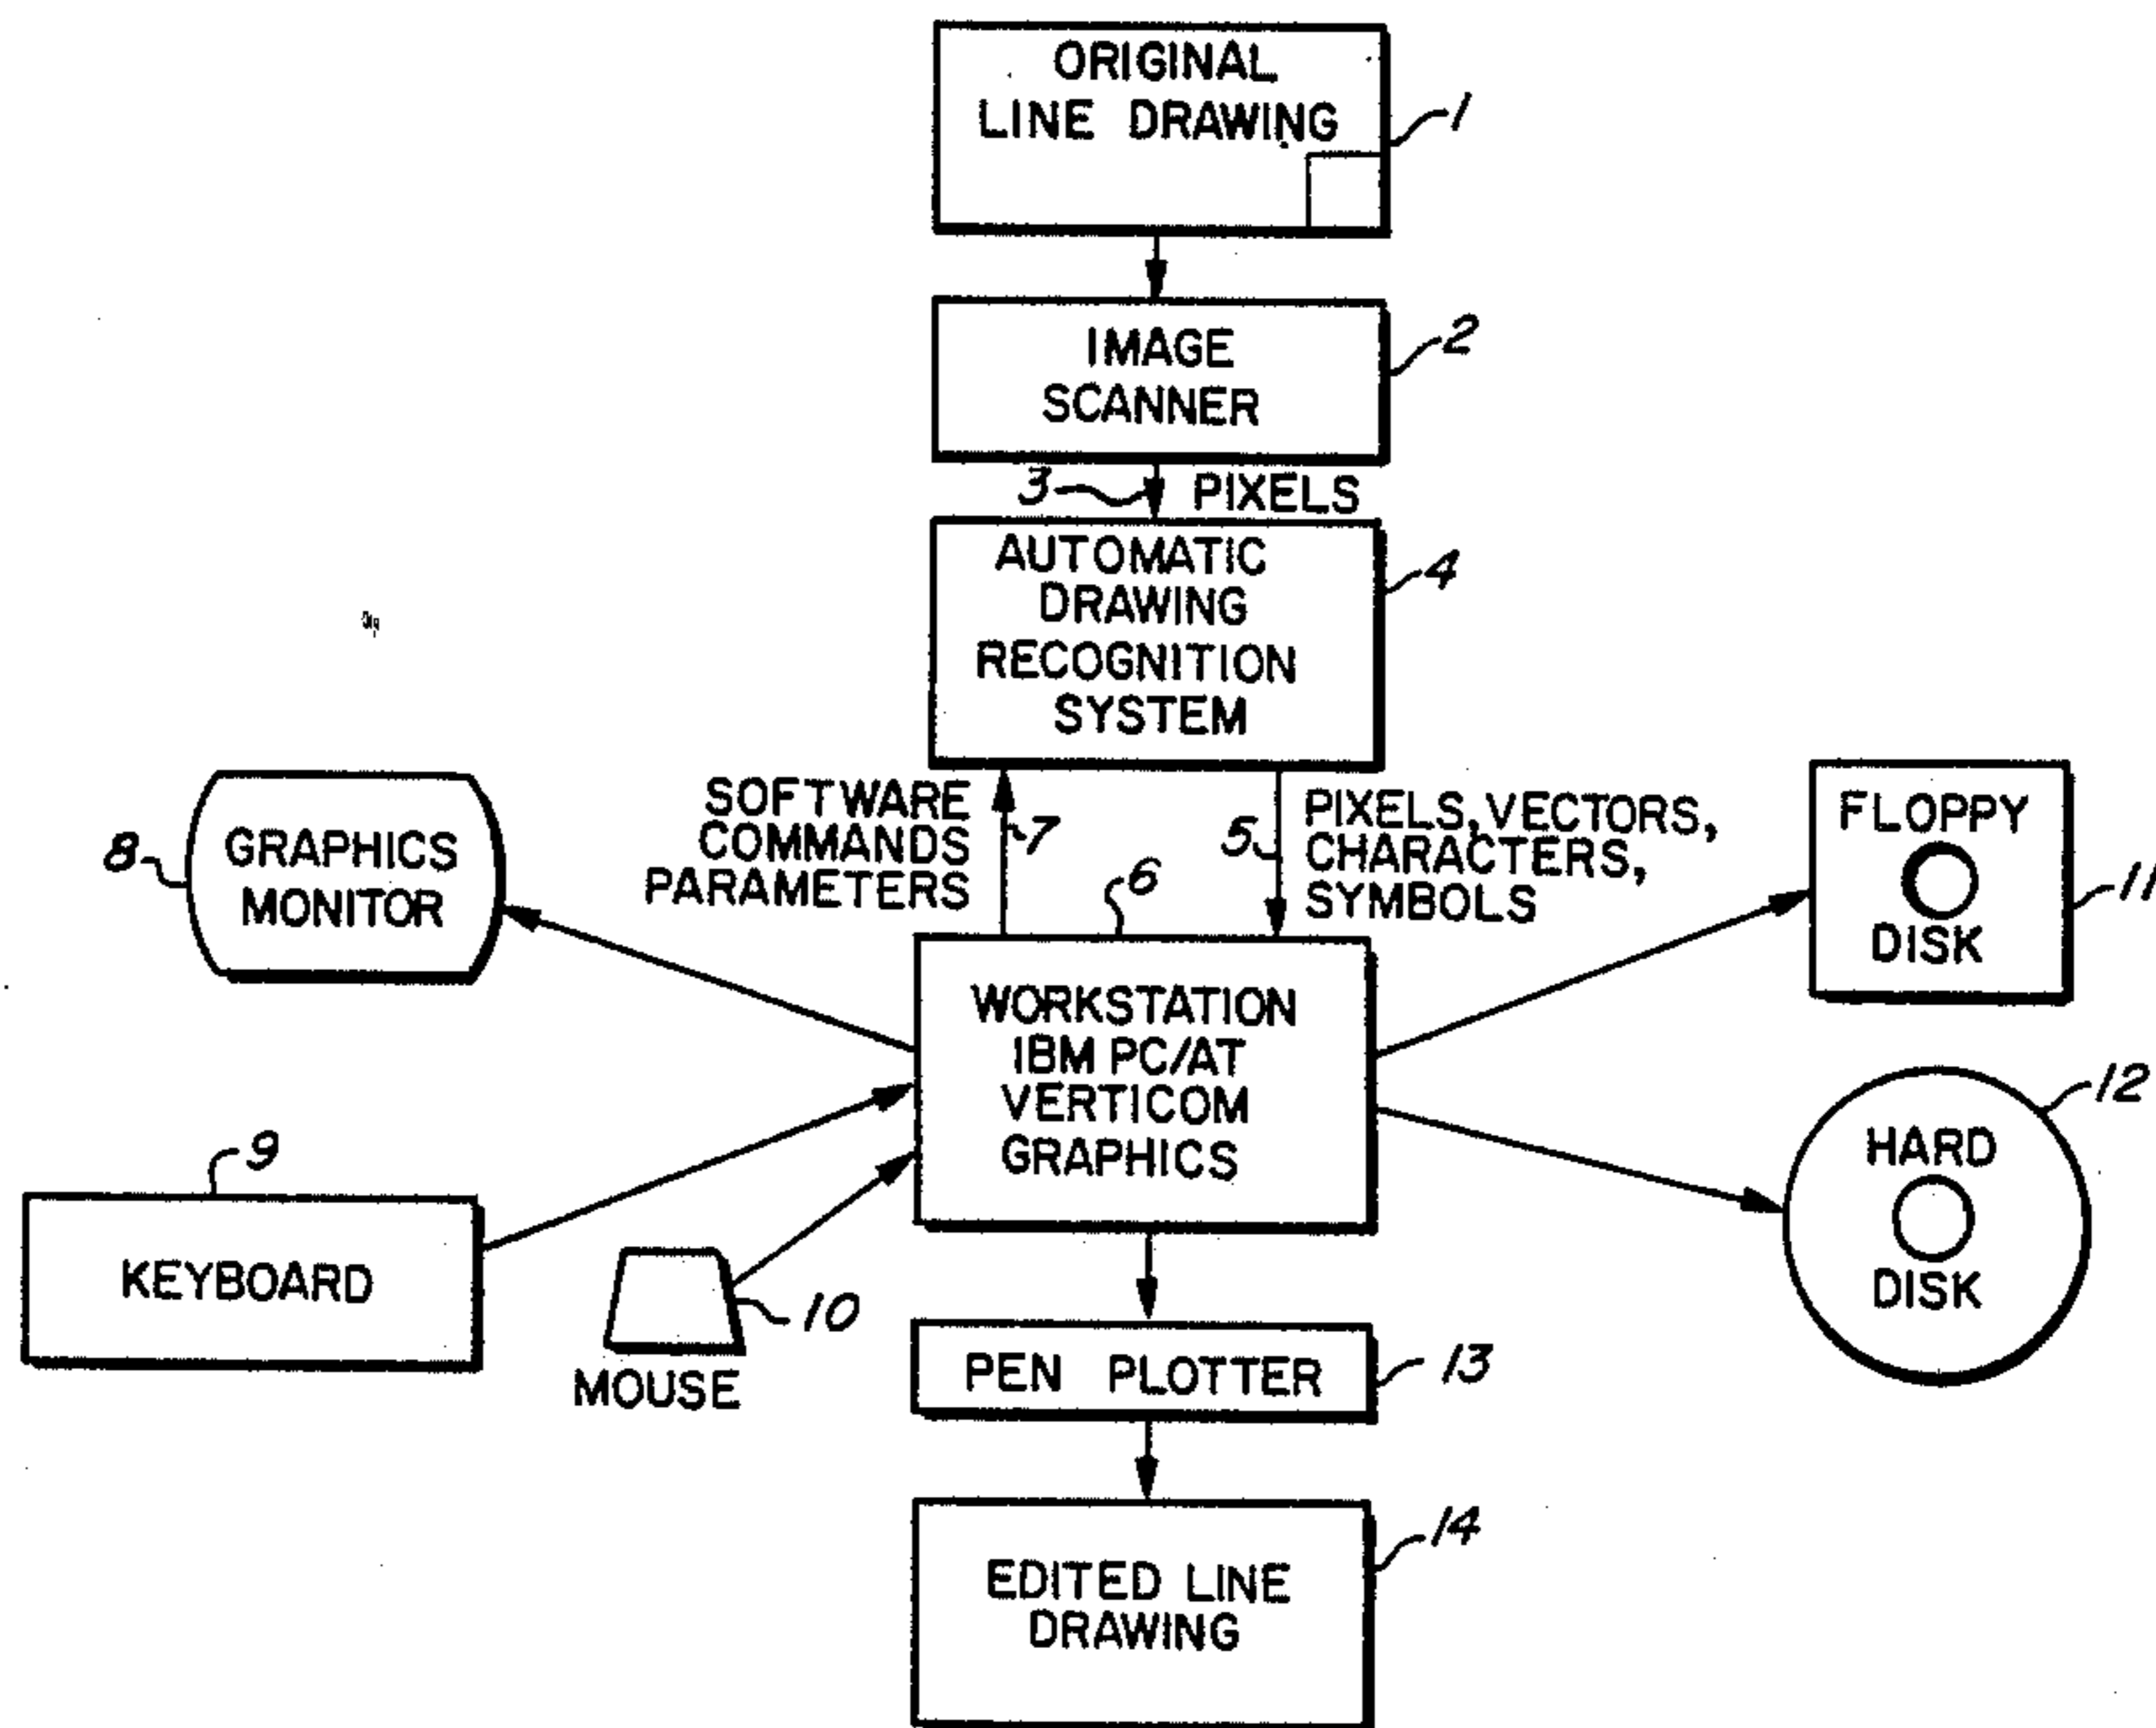 ORIGINAL
LINE DRAWING
1
IMAGE
SCANNER
2
3
PIXELS
AUTOMATIC
DRAWING
RECOGNITION
SYSTEM
4
SOFTWARE
COMMANDS
PARAMETERS
7
5
PIXELS, VECTORS,
CHARACTERS,
SYMBOLS
6
8
GRAPHICS
MONITOR
FLOPPY
DISK
11
WORKSTATION
IBM PC/AT
VERTICOM
GRAPHICS
9
KEYBOARD
10
MOUSE
12
HARD
DISK
PEN PLOTTER
13
EDITED LINE
DRAWING
14